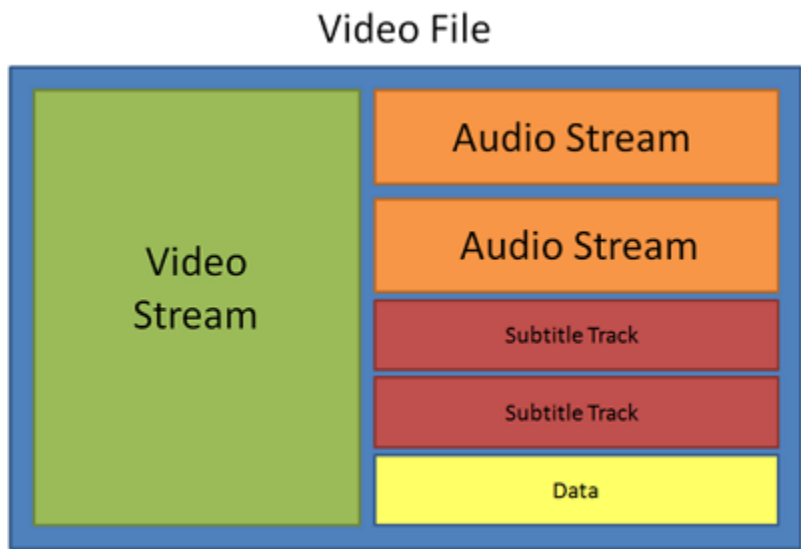 Video File
Video
Stream
Audio Stream
Audio Stream
Subtitle Track
Subtitle Track
Data